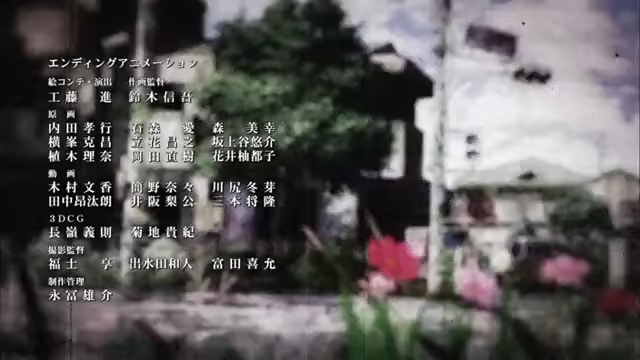 エンディングアニメーション
絵コンテ・演出 作画監督
工藤 進 鈴木信吾
原 画
内田孝行 石森 愛 森 美幸
横峯克昌 立花昌之 坂上谷悠介
植木理奈 岡田直樹 花井柚都子
動 画
木村文香 簡野奈々 川尻冬芽
田中昂汰朗 井阪梨公 三本将隆
3DCG
長嶺義則 菊地貴紀
撮影監督
福士 享 出水田和人 富田喜允
制作管理
永冨雄介